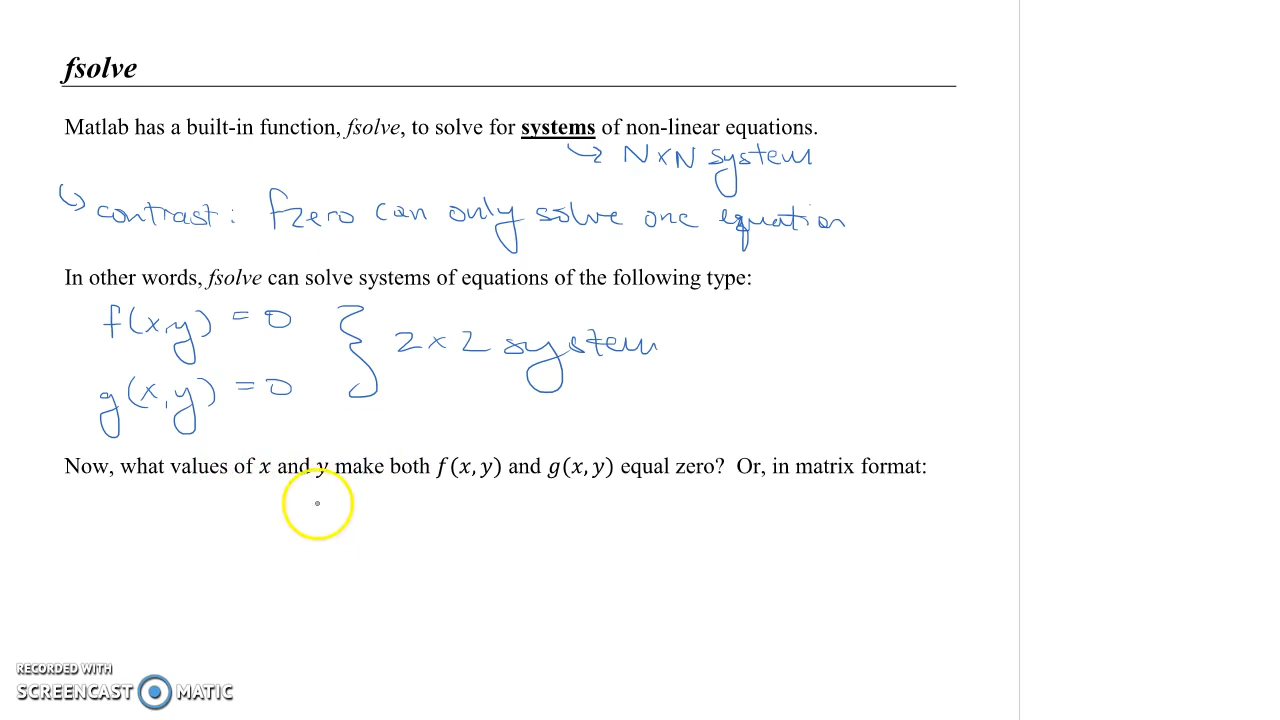 fsolve
Matlab has a built-in function, fsolve, to solve for systems of non-linear equations.
↳ N×N system
↳ contrast: fzero can only solve one equation
In other words, fsolve can solve systems of equations of the following type:
f(x,y) = 0
} 2×2 system
g(x,y) = 0
Now, what values of x and y make both f(x, y) and g(x, y) equal zero? Or, in matrix format:
RECORDED WITH
SCREENCAST MATIC